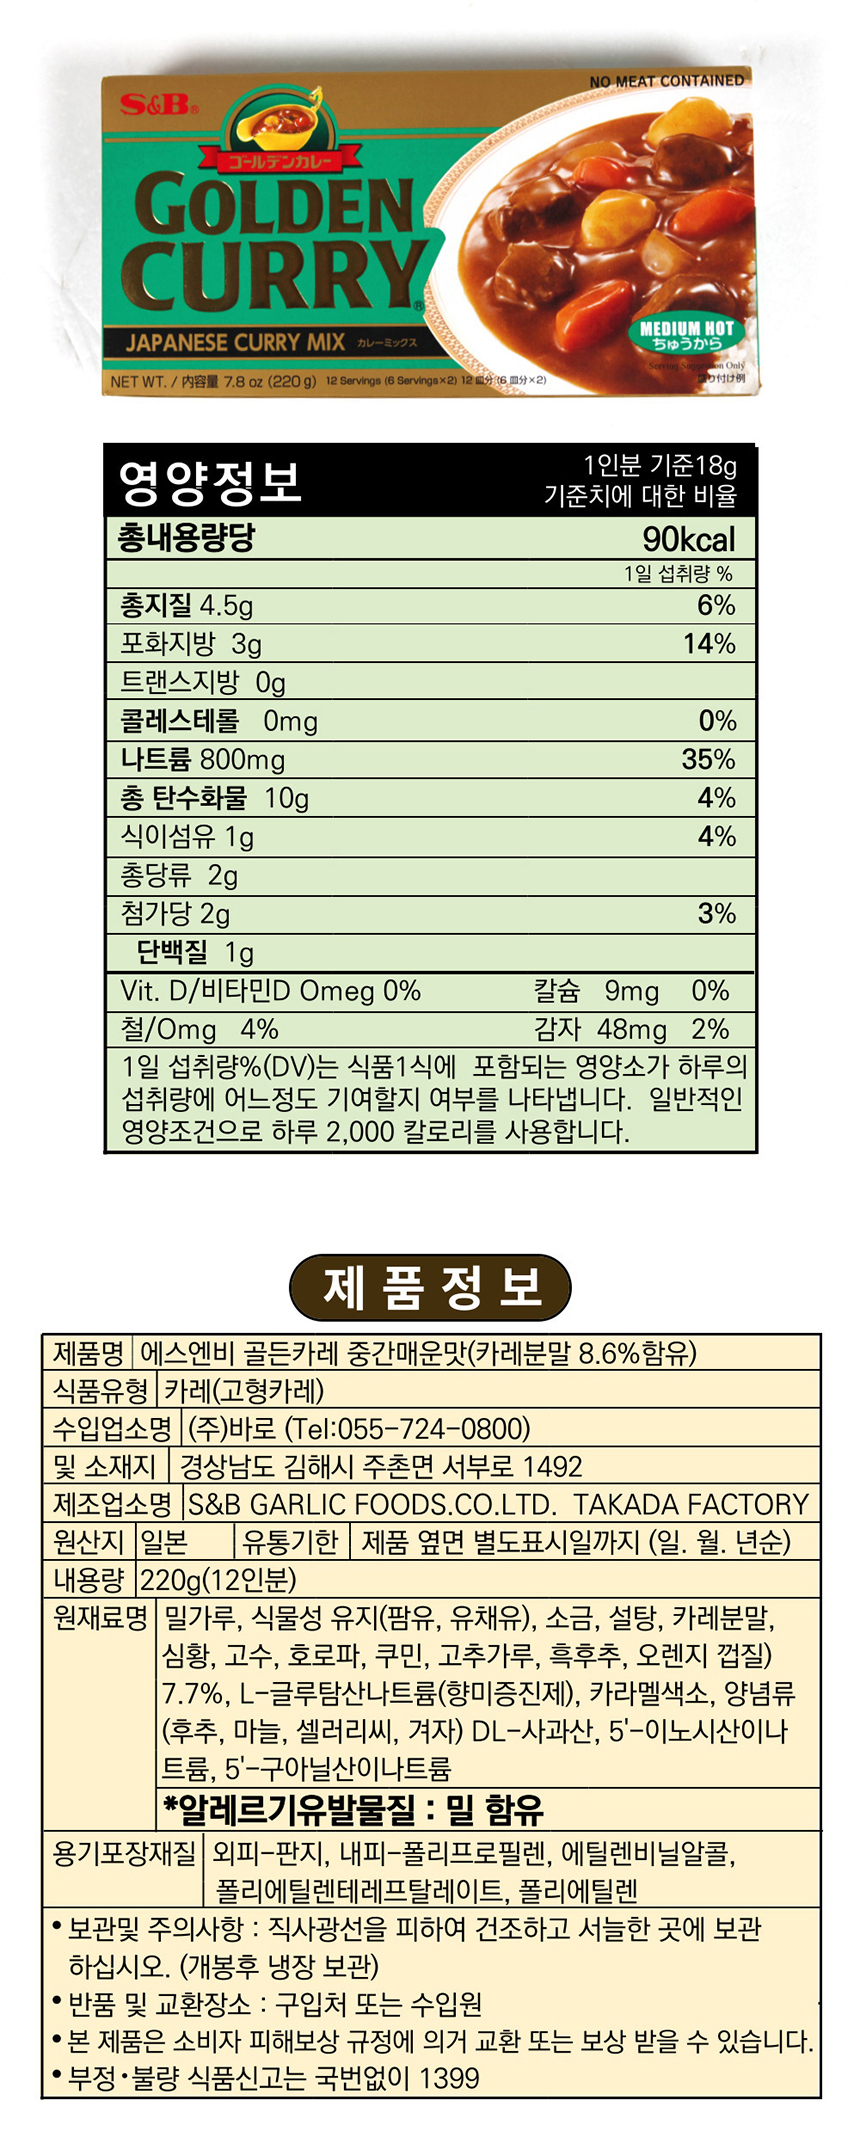 NO MEAT CONTAINED
S&B®
ゴールデンカレー
GOLDEN
CURRY®
MEDIUM HOT
ちゅうから
JAPANESE CURRY MIX カレーミックス
Serving Suggestion Only
盛り付け例
NET WT. / 内容量 7.8 oz (220 g) 12 Servings (6 Servings×2) 12 皿分 (6 皿分×2)
영양정보
1인분 기준18g
기준치에 대한 비율
총내용량당 90kcal
1일 섭취량 %
총지질 4.5g 6%
포화지방 3g 14%
트랜스지방 0g
콜레스테롤 0mg 0%
나트륨 800mg 35%
총 탄수화물 10g 4%
식이섬유 1g 4%
총당류 2g
첨가당 2g 3%
단백질 1g
Vit. D/비타민D Omeg 0% 칼슘 9mg 0%
철/Omg 4% 감자 48mg 2%
1일 섭취량%(DV)는 식품1식에 포함되는 영양소가 하루의
섭취량에 어느정도 기여할지 여부를 나타냅니다. 일반적인
영양조건으로 하루 2,000 칼로리를 사용합니다.
제품정보
제품명 에스엔비 골든카레 중간매운맛(카레분말 8.6%함유)
식품유형 카레(고형카레)
수입업소명 (주)바로 (Tel:055-724-0800)
및 소재지 경상남도 김해시 주촌면 서부로 1492
제조업소명 S&B GARLIC FOODS.CO.LTD. TAKADA FACTORY
원산지 일본 유통기한 제품 옆면 별도표시일까지 (일. 월. 년순)
내용량 220g(12인분)
원재료명 밀가루, 식물성 유지(팜유, 유채유), 소금, 설탕, 카레분말,
심황, 고수, 호로파, 쿠민, 고추가루, 흑후추, 오렌지 껍질)
7.7%, L-글루탐산나트륨(향미증진제), 카라멜색소, 양념류
(후추, 마늘, 셀러리씨, 겨자) DL-사과산, 5'-이노시산이나
트륨, 5'-구아닐산이나트륨
*알레르기유발물질 : 밀 함유
용기포장재질 외피-판지, 내피-폴리프로필렌, 에틸렌비닐알콜,
폴리에틸렌테레프탈레이트, 폴리에틸렌
• 보관및 주의사항 : 직사광선을 피하여 건조하고 서늘한 곳에 보관
하십시오. (개봉후 냉장 보관)
• 반품 및 교환장소 : 구입처 또는 수입원
• 본 제품은 소비자 피해보상 규정에 의거 교환 또는 보상 받을 수 있습니다.
• 부정·불량 식품신고는 국번없이 1399